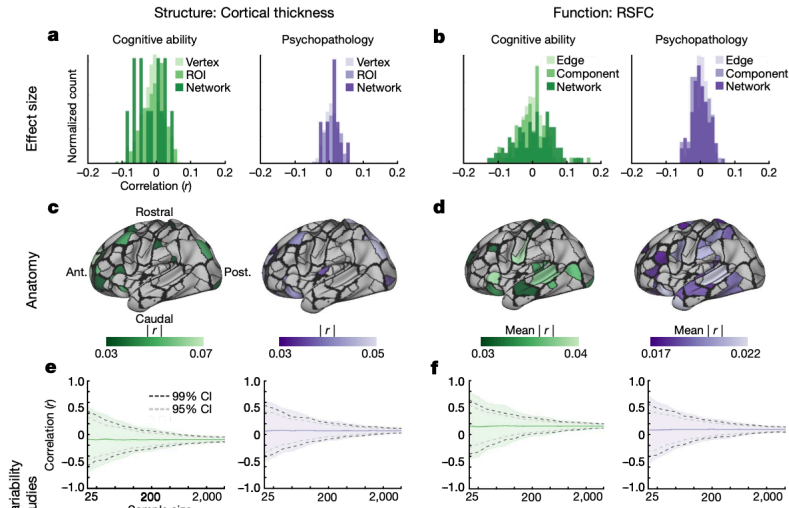 Structure: Cortical thickness
Function: RSFC
a
Cognitive ability
Psychopathology
b
Cognitive ability
Psychopathology
Effect size
Normalized count
Vertex
ROI
Network
Vertex
ROI
Network
Edge
Component
Network
Edge
Component
Network
−0.2 −0.1 0 0.1 0.2
−0.2 −0.1 0 0.1 0.2
−0.2 −0.1 0 0.1 0.2
−0.2 −0.1 0 0.1 0.2
Correlation (r)
c
d
Anatomy
Rostral
Ant.
Post.
Caudal
|r|
0.03 0.07
|r|
0.03 0.05
Mean |r|
0.03 0.04
Mean |r|
0.017 0.022
e
f
Correlation (r)
1.0
0.5
0
−0.5
−1.0
99% CI
95% CI
25 200 2,000
1.0
0.5
0
−0.5
−1.0
25 200 2,000
1.0
0.5
0
−0.5
−1.0
25 200 2,000
1.0
0.5
0
−0.5
−1.0
25 200 2,000